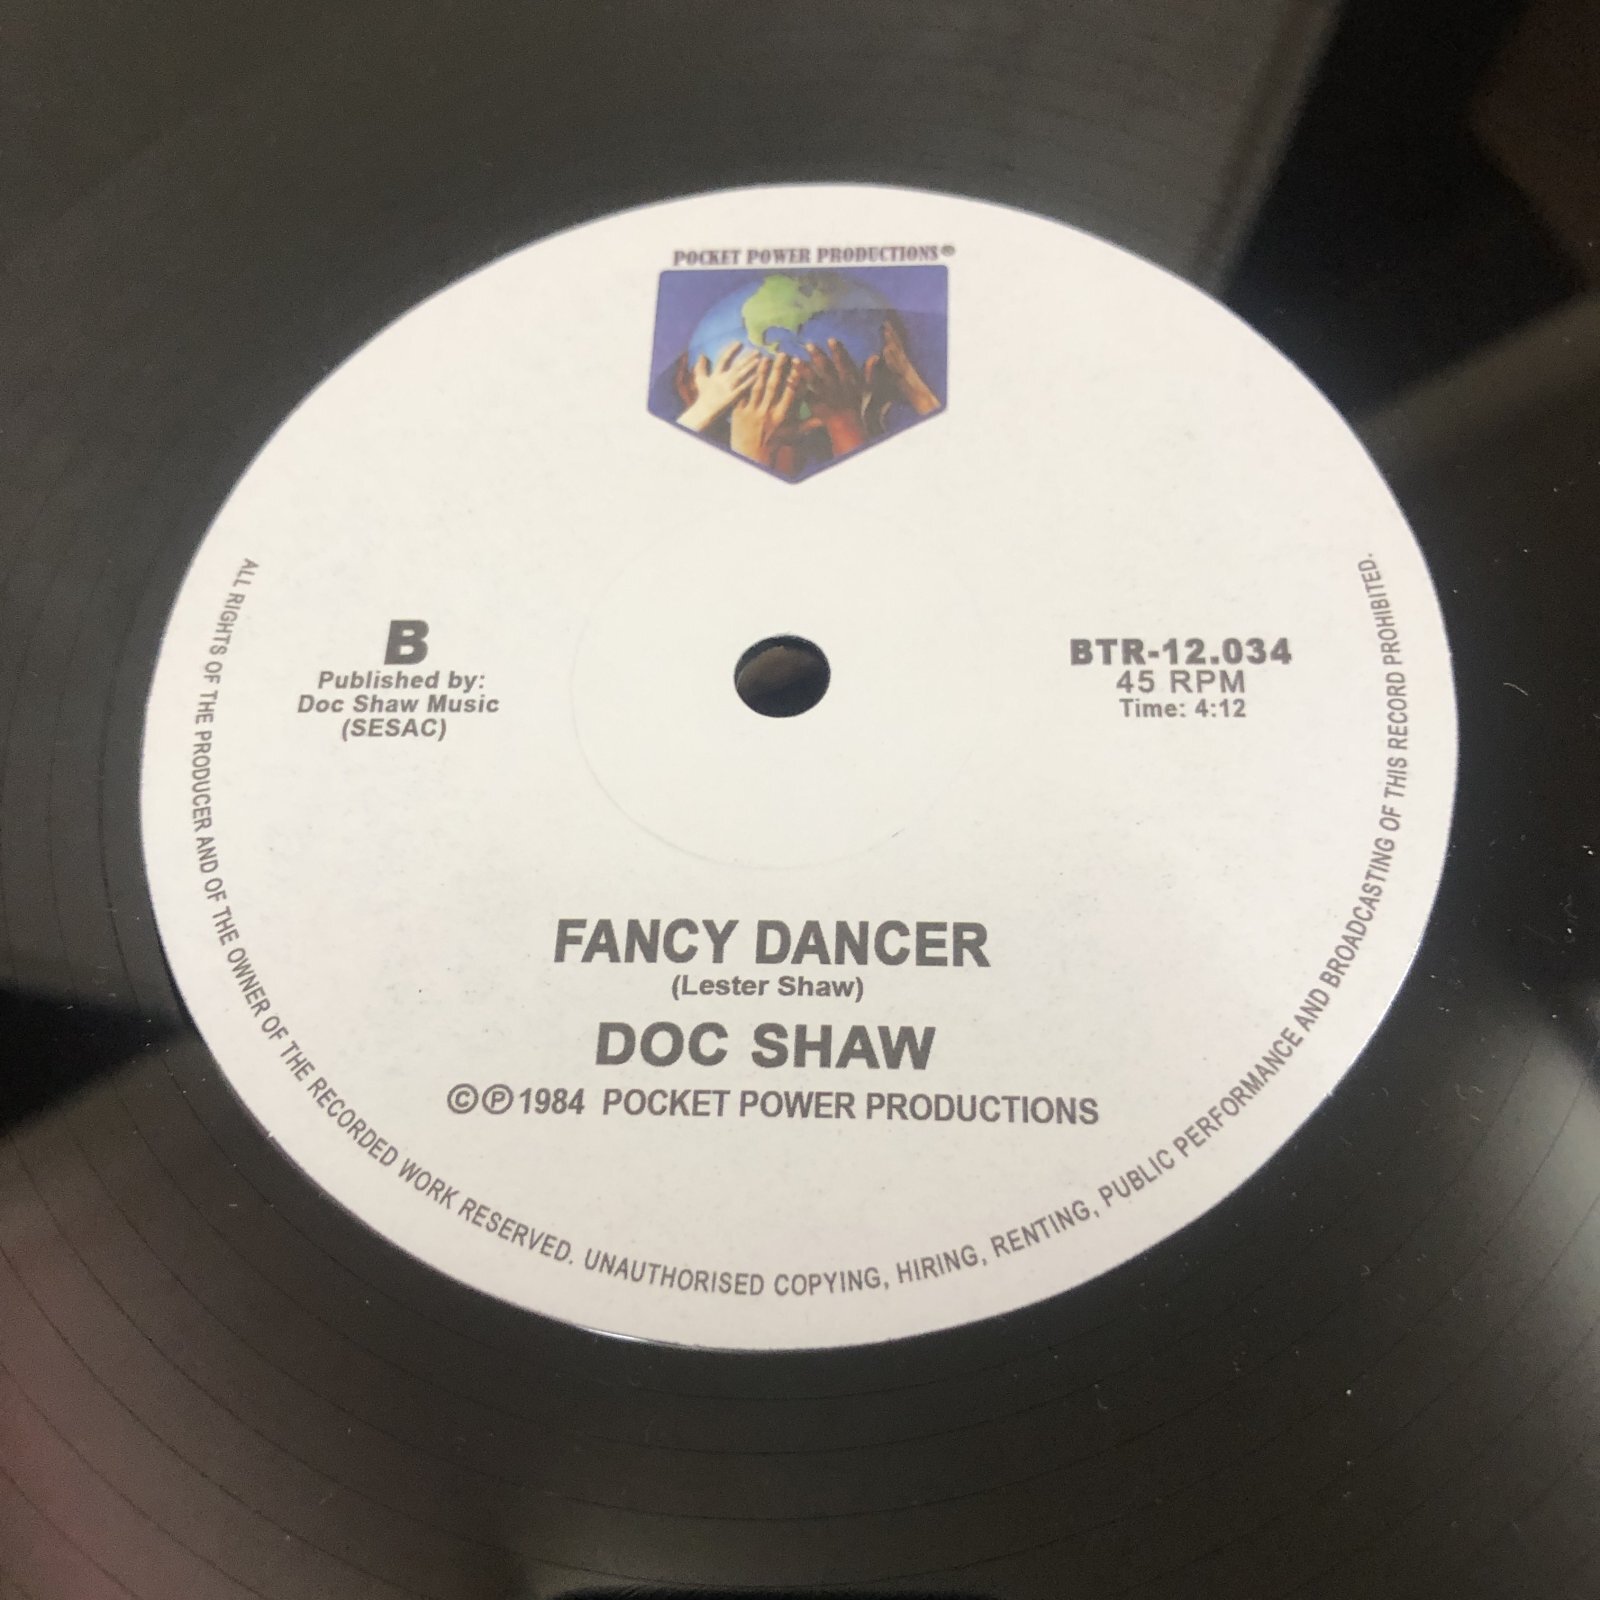 POCKET POWER PRODUCTIONS®
B
Published by:
Doc Shaw Music
(SESAC)
BTR-12.034
45 RPM
Time: 4:12
FANCY DANCER
(Lester Shaw)
DOC SHAW
©℗1984 POCKET POWER PRODUCTIONS
ALL RIGHTS OF THE PRODUCER AND OF THE OWNER OF THE RECORDED WORK RESERVED. UNAUTHORISED COPYING, HIRING, RENTING, PUBLIC PERFORMANCE AND BROADCASTING OF THIS RECORD PROHIBITED.